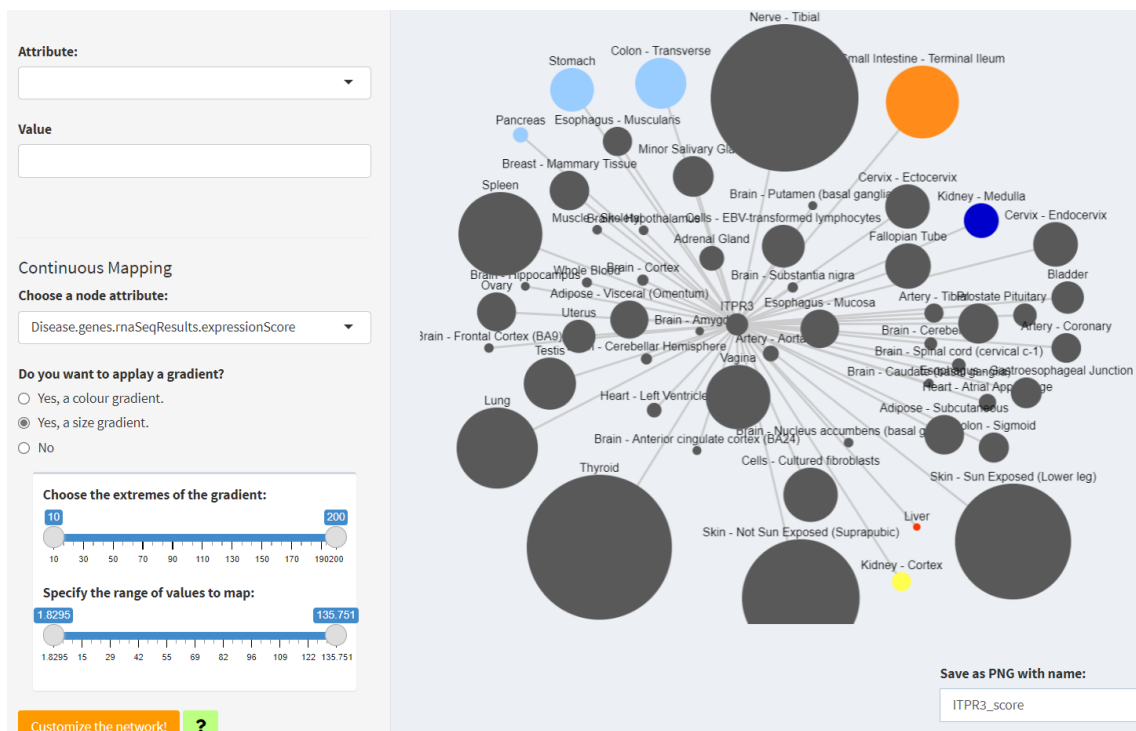 Attribute:
Value
Continuous Mapping
Choose a node attribute:
Disease.genes.rnaSeqResults.expressionScore
Do you want to applay a gradient?
Yes, a colour gradient.
Yes, a size gradient.
No
Choose the extremes of the gradient:
10 200
10 30 50 70 90 110 130 150 170 190200
Specify the range of values to map:
1.8295 135.751
1.8295 15 29 42 55 69 82 96 109 122 135.751
Customize the network!
?
Nerve - Tibial
Colon - Transverse
Stomach
mall Intestine - Terminal Ileum
Pancreas
Esophagus - Muscularis
Minor Salivary Gla
Breast - Mammary Tissue
Spleen
Brain - Putamen (basal ganglia
Cervix - Ectocervix
Kidney - Medulla
Cervix - Endocervix
Cells - EBV-transformed lymphocytes
Adrenal Gland
Fallopian Tube
Whole Blood
Brain - Cortex
Brain - Hippocampus
Brain - Substantia nigra
Bladder
Ovary
Adipose - Visceral (Omentum)
ITPR3
Esophagus - Mucosa
Pituitary
Uterus
Brain - Amygd
rain - Frontal Cortex (BA9)
Artery - Aorta
Brain - Cerebel
Artery - Coronary
Testis
- Cerebellar Hemisphere
Vagina
Brain - Spinal cord (cervical c-1)
Lung
Heart - Left Ventricle
Adipose - Subcutaneous
olon - Sigmoid
Brain - Anterior cingulate cortex (BA24)
Brain - Nucleus accumbens (basal g
Thyroid
Cells - Cultured fibroblasts
Skin - Sun Exposed (Lower leg)
Liver
Skin - Not Sun Exposed (Suprapubic)
Kidney - Cortex
Save as PNG with name:
ITPR3_score